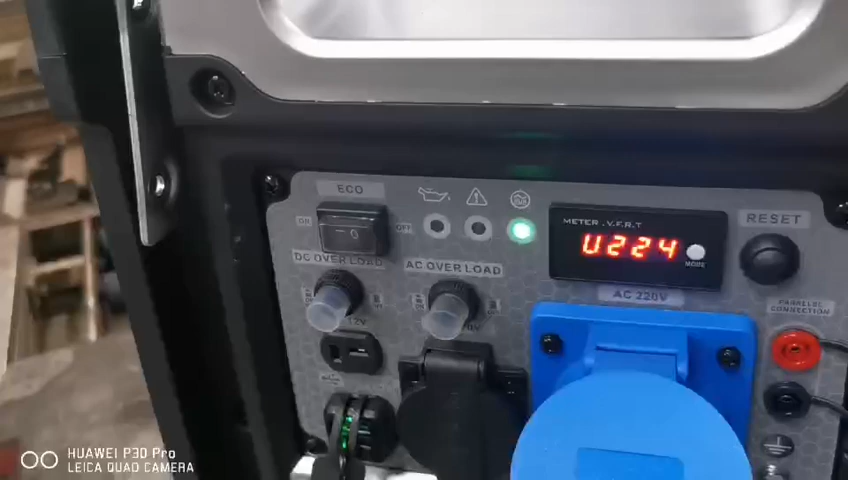 ECO
ON
OFF
METER . V.F.R.T
U224
MODE
RESET
DC OVER LOAD
AC OVER LOAD
AC 220V
PARALLEL
CONNECTION
12V
HUAWEI P30 Pro
LEICA QUAD CAMERA